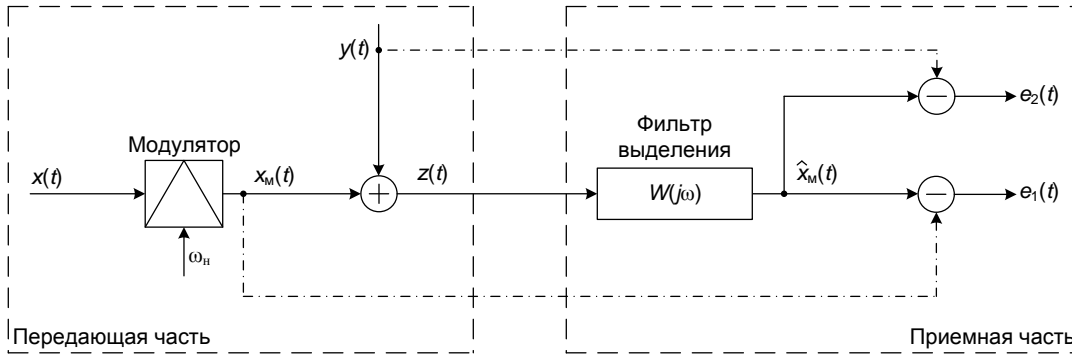 y(t)
e₂(t)
Модулятор
Фильтр
выделения
x(t)
xм(t)
z(t)
W(jω)
x̂м(t)
e₁(t)
ωн
Передающая часть
Приемная часть